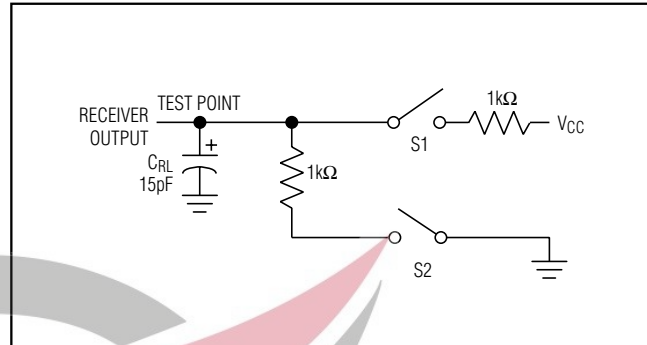 RECEIVER
OUTPUT
TEST POINT
+
CRL
15pF
1kΩ
S1
1kΩ
VCC
S2